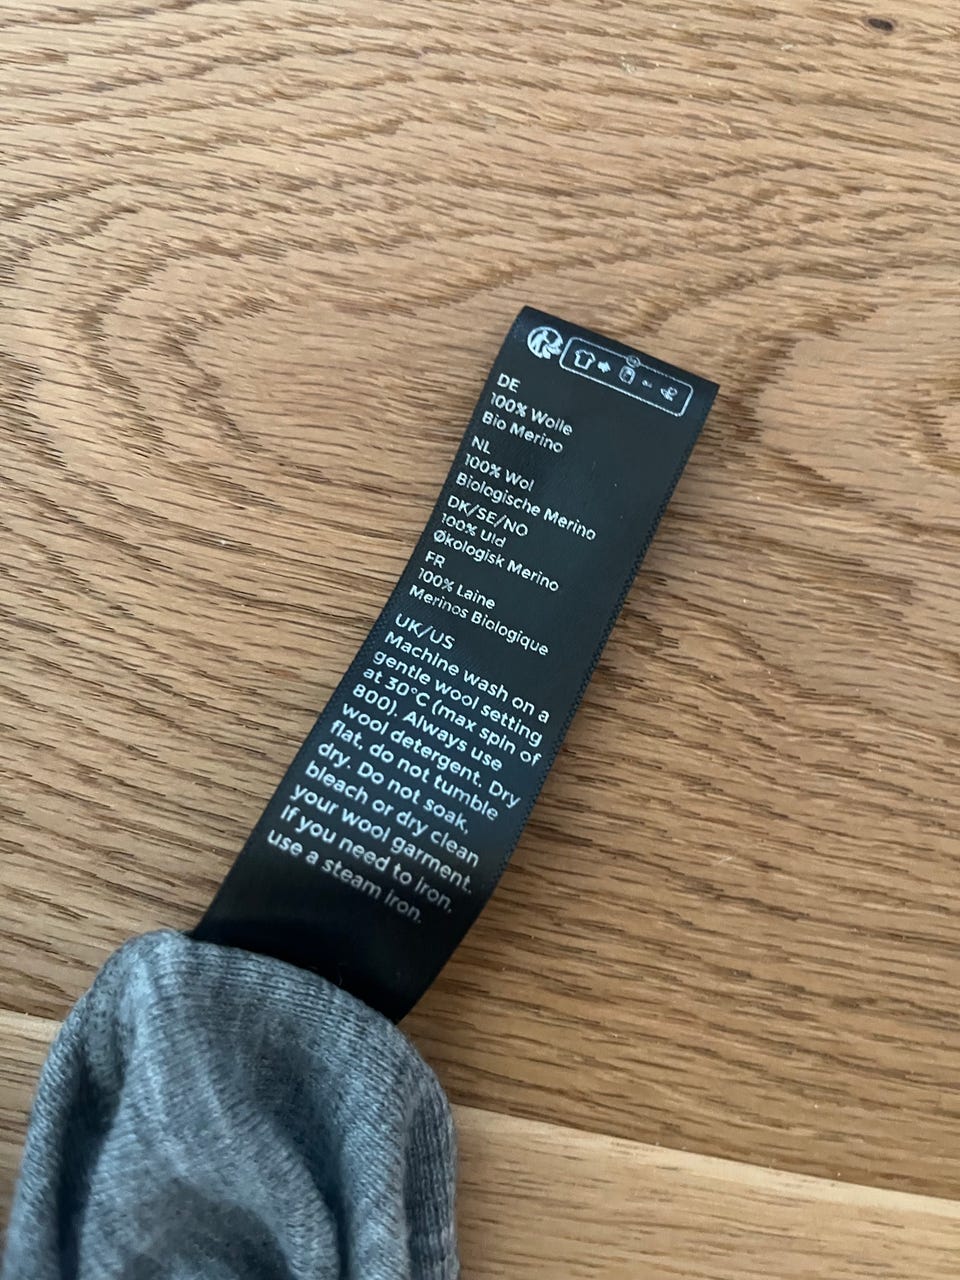 DE
100% Wolle
Bio Merino
NL
100% Wol
Biologische Merino
DK/SE/NO
100% Uld
Økologisk Merino
FR
100% Laine
Merinos Biologique
UK/US
Machine wash on a
gentle wool setting
at 30°C (max spin of
800). Always use
wool detergent. Dry
flat, do not tumble
dry. Do not soak,
bleach or dry clean
your wool garment.
If you need to iron,
use a steam iron.